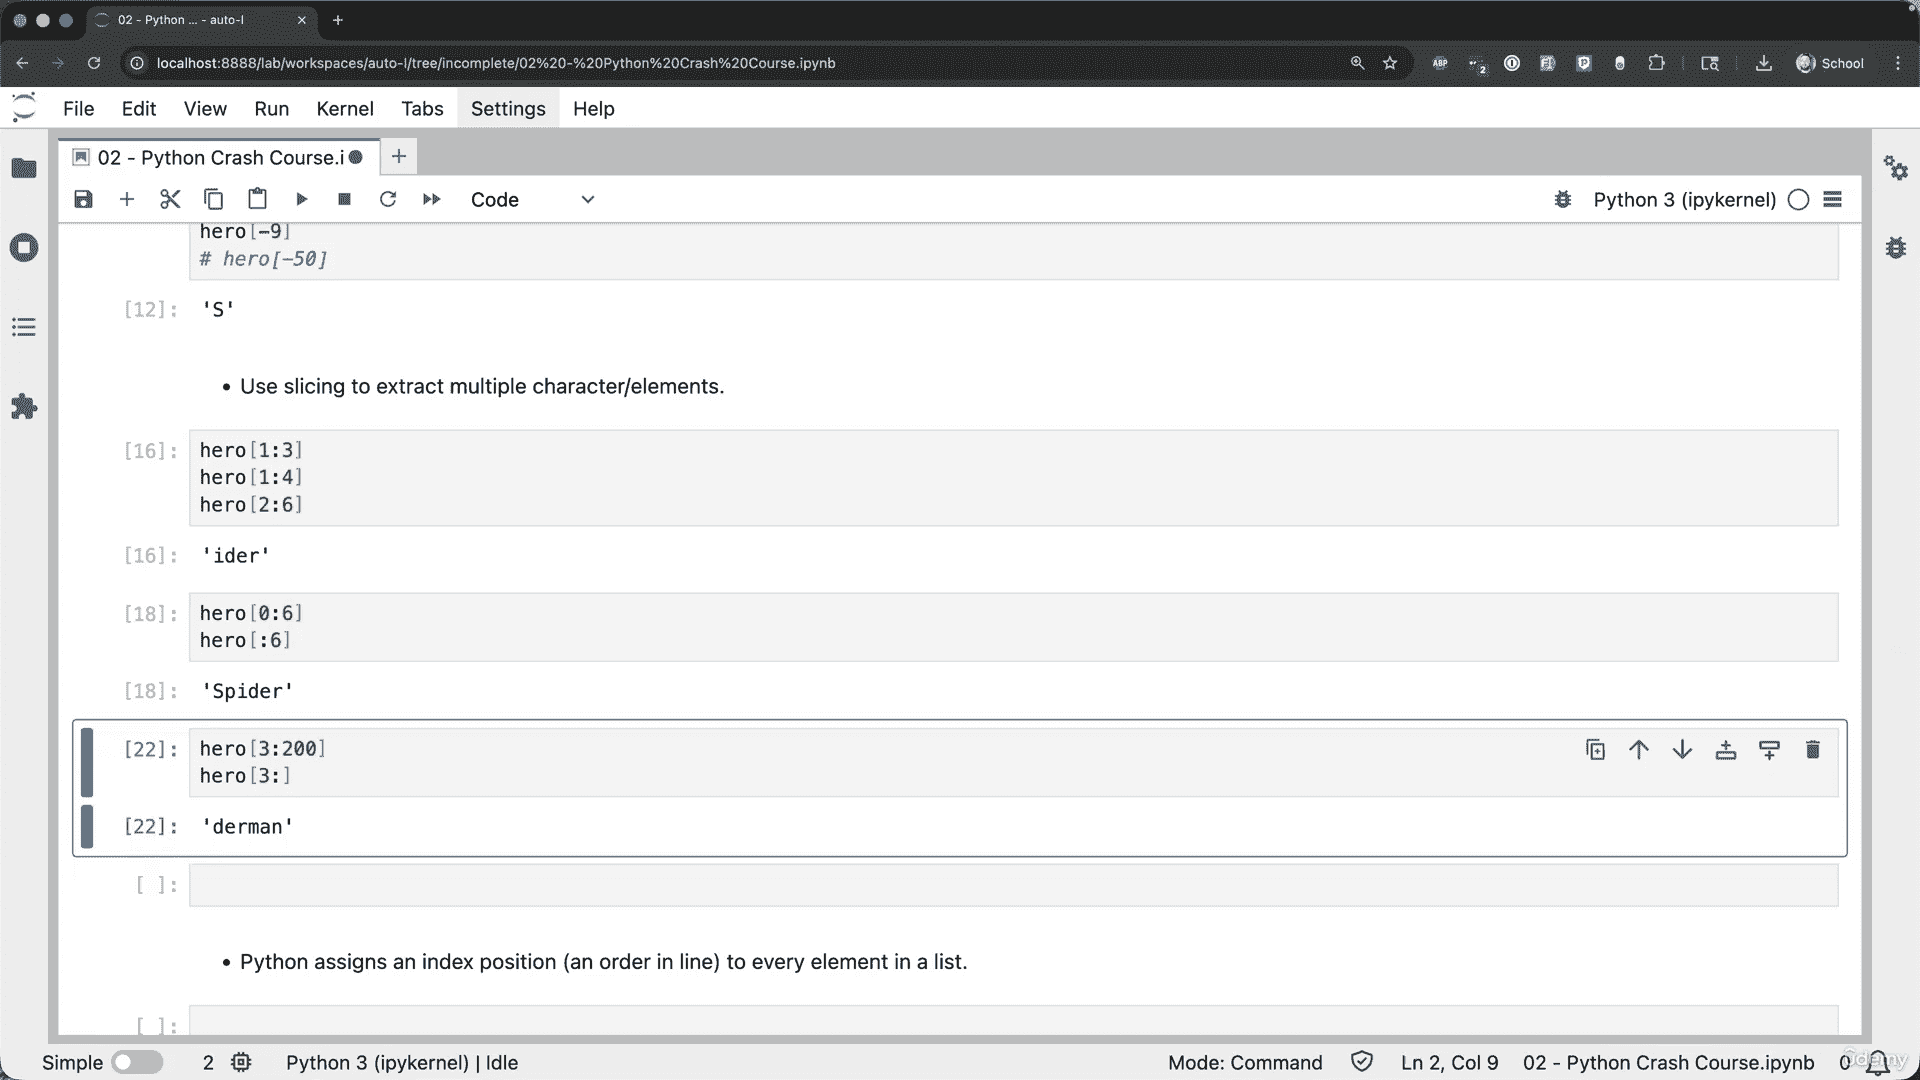 02 - Python ... - auto-l
localhost:8888/lab/workspaces/auto-l/tree/incomplete/02%20-%20Python%20Crash%20Course.ipynb
ABP
2
School
File Edit View Run Kernel Tabs Settings Help
02 - Python Crash Course.i
Code
Python 3 (ipykernel)
hero[-9]
# hero[-50]
[12]: 'S'
• Use slicing to extract multiple character/elements.
[16]: hero[1:3]
hero[1:4]
hero[2:6]
[16]: 'ider'
[18]: hero[0:6]
hero[:6]
[18]: 'Spider'
[22]: hero[3:200]
hero[3:]
[22]: 'derman'
[ ]:
• Python assigns an index position (an order in line) to every element in a list.
[ ]:
Simple 2 Python 3 (ipykernel) | Idle Mode: Command Ln 2, Col 9 02 - Python Crash Course.ipynb 0
Udemy